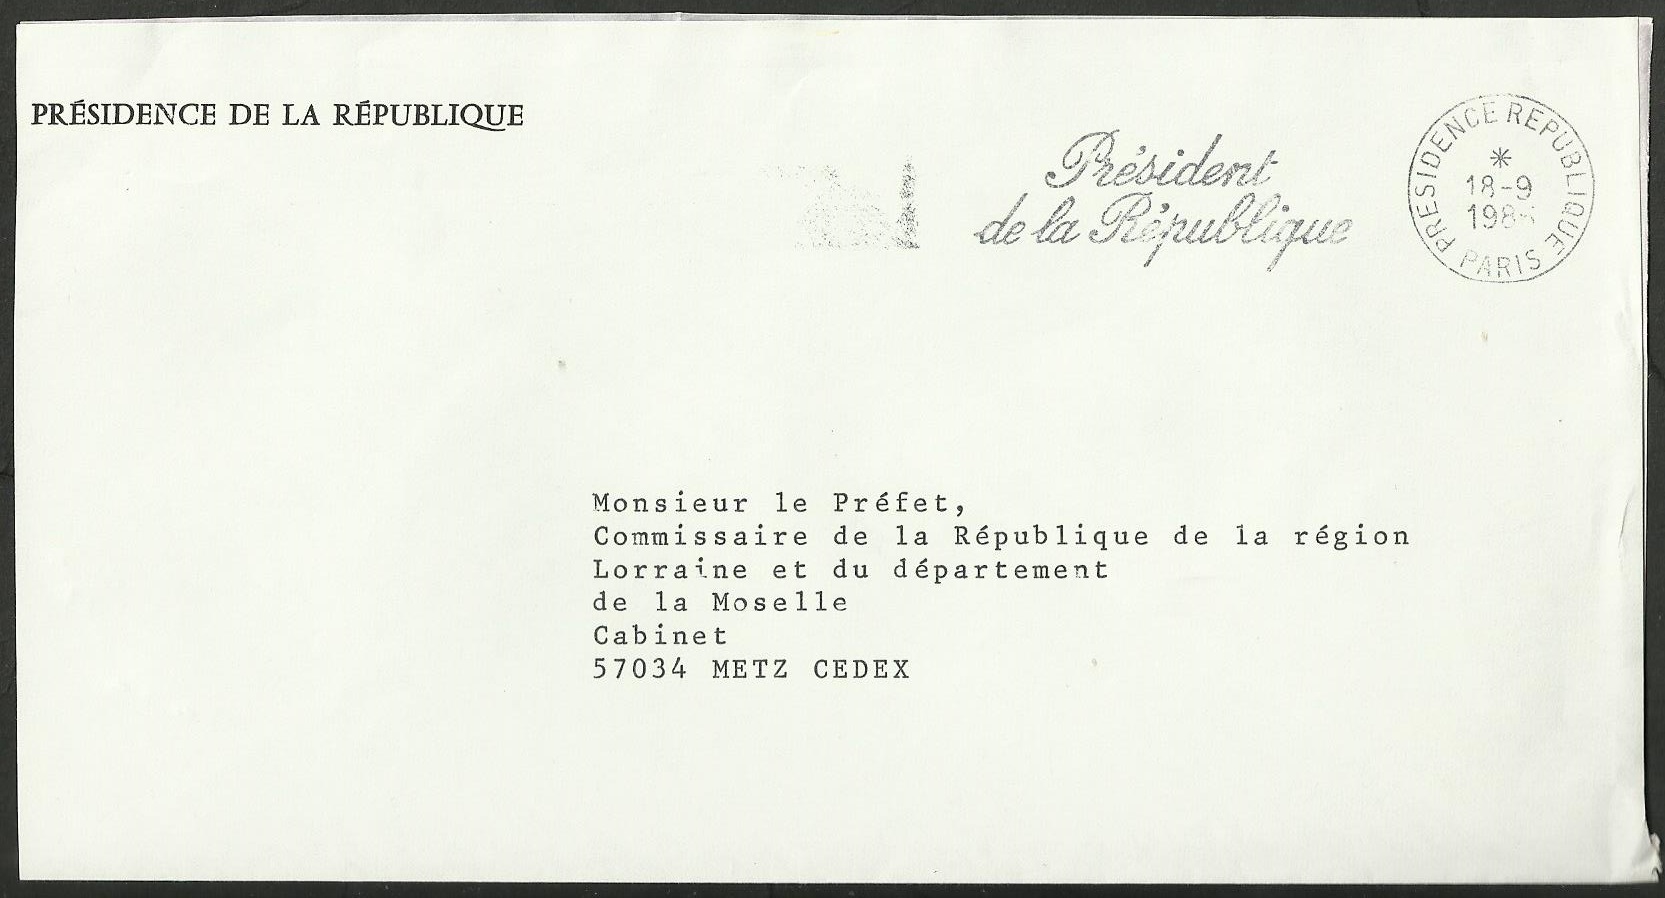 PRÉSIDENCE DE LA RÉPUBLIQUE
Président
de la République
PRESIDENCE REPUBLIQUE
*
18-9
PARIS
Monsieur le Préfet,
Commissaire de la République de la région
Lorraine et du département
de la Moselle
Cabinet
57034 METZ CEDEX